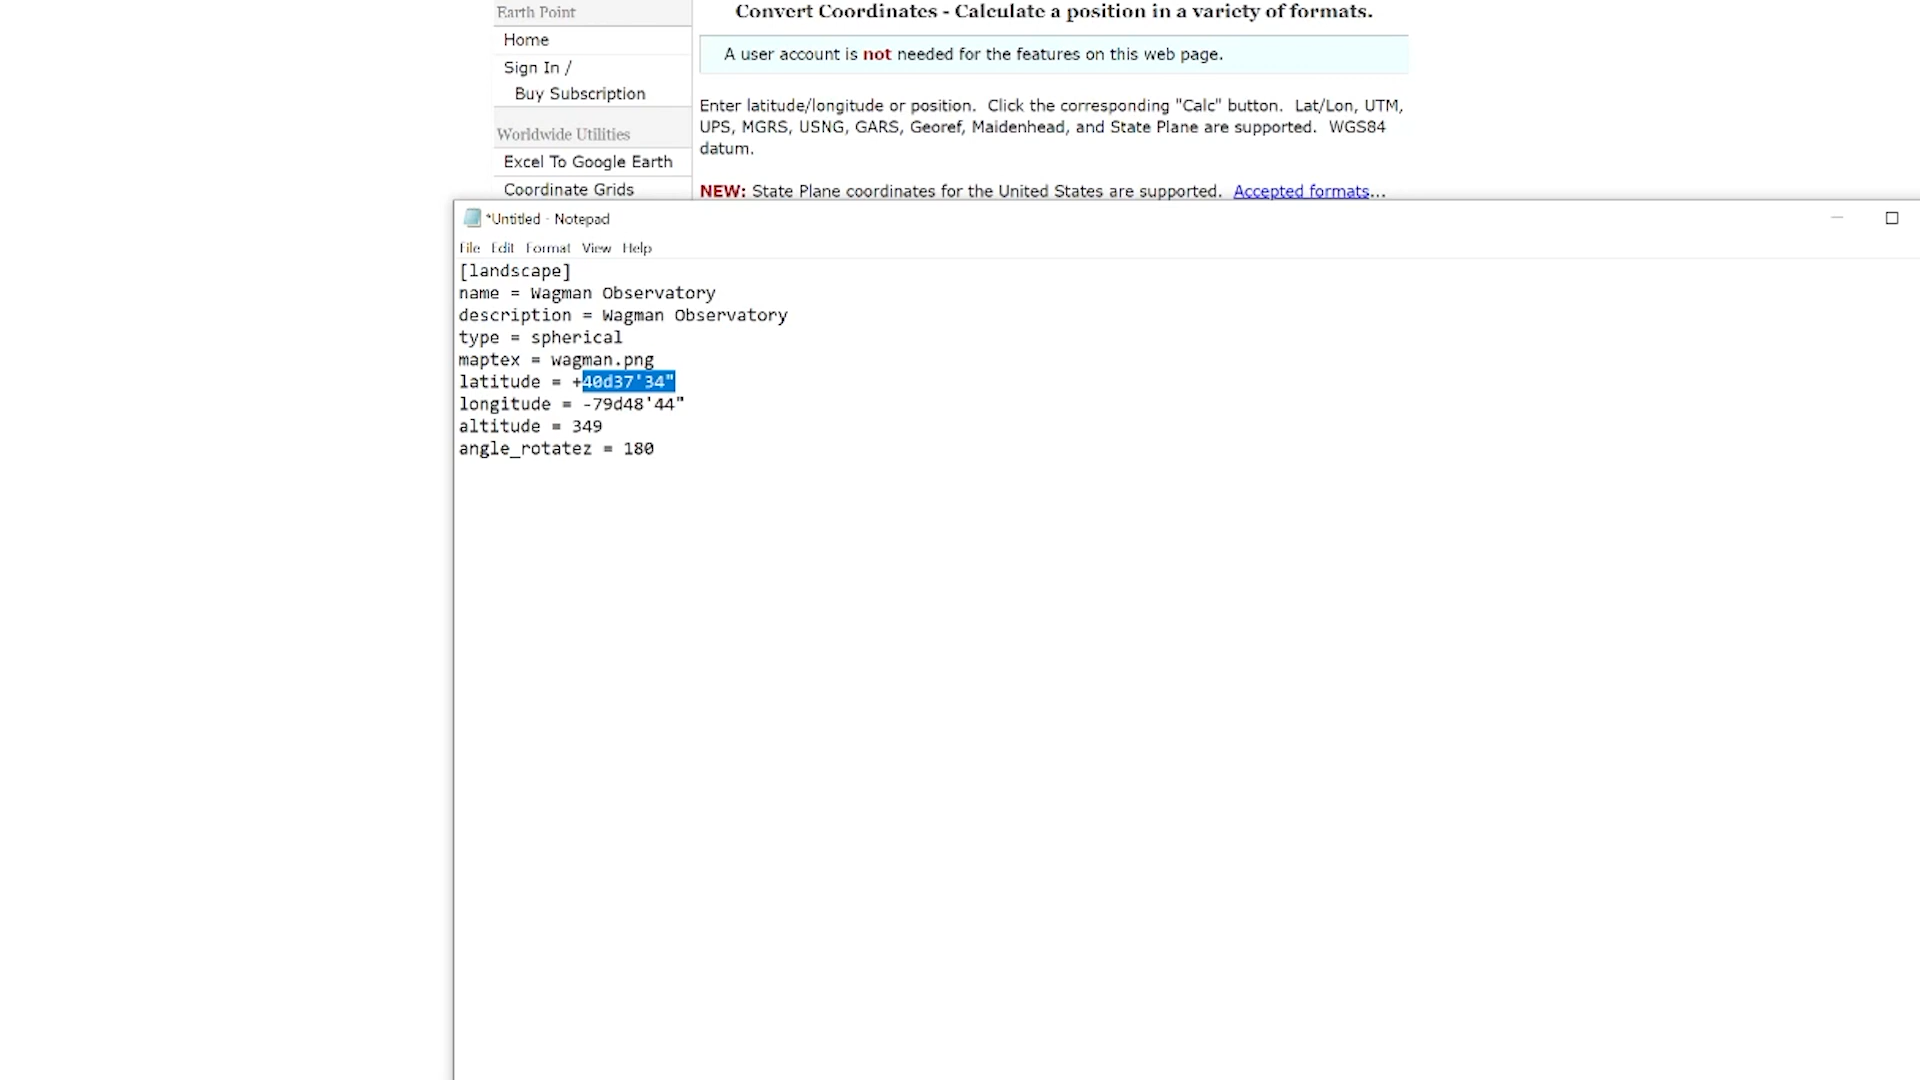 Earth Point
Home
Sign In /
Buy Subscription
Worldwide Utilities
Excel To Google Earth
Coordinate Grids
Convert Coordinates - Calculate a position in a variety of formats.
A user account is not needed for the features on this web page.
Enter latitude/longitude or position. Click the corresponding "Calc" button. Lat/Lon, UTM,
UPS, MGRS, USNG, GARS, Georef, Maidenhead, and State Plane are supported. WGS84
datum.
NEW: State Plane coordinates for the United States are supported. Accepted formats...
*Untitled - Notepad
File Edit Format View Help
[landscape]
name = Wagman Observatory
description = Wagman Observatory
type = spherical
maptex = wagman.png
latitude = +40d37'34"
longitude = -79d48'44"
altitude = 349
angle_rotatez = 180